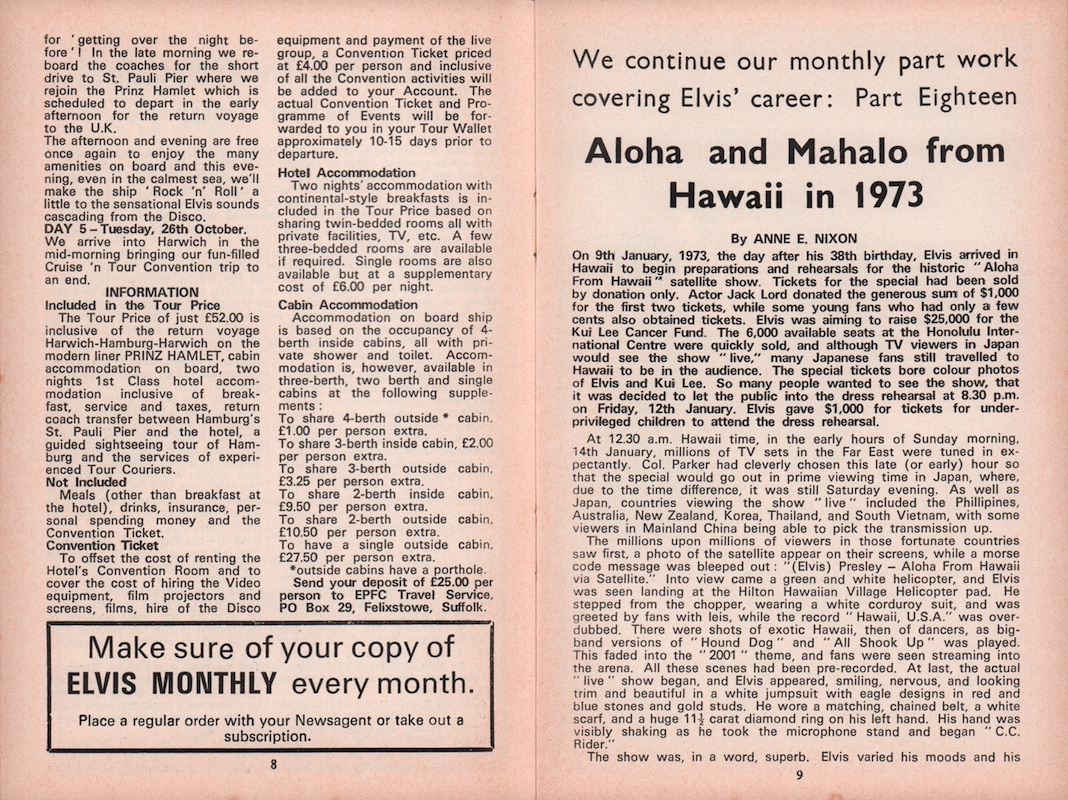 for 'getting over the night be-
fore'! In the late morning we re-
board the coaches for the short
drive to St. Pauli Pier where we
rejoin the Prinz Hamlet which is
scheduled to depart in the early
afternoon for the return voyage
to the U.K.
The afternoon and evening are free
once again to enjoy the many
amenities on board and this eve-
ning, even in the calmest sea, we'll
make the ship 'Rock 'n' Roll' a
little to the sensational Elvis sounds
cascading from the Disco.
DAY 5 – Tuesday, 26th October.
We arrive into Harwich in the
mid-morning bringing our fun-filled
Cruise 'n Tour Convention trip to
an end.
INFORMATION
Included in the Tour Price
The Tour Price of just £52.00 is
inclusive of the return voyage
Harwich-Hamburg-Harwich on the
modern liner PRINZ HAMLET, cabin
accommodation on board, two
nights 1st Class hotel accom-
modation inclusive of break-
fast, service and taxes, return
coach transfer between Hamburg's
St. Pauli Pier and the hotel, a
guided sightseeing tour of Ham-
burg and the services of experi-
enced Tour Couriers.
Not Included
Meals (other than breakfast at
the hotel), drinks, insurance, per-
sonal spending money and the
Convention Ticket.
Convention Ticket
To offset the cost of renting the
Hotel's Convention Room and to
cover the cost of hiring the Video
equipment, film projectors and
screens, films, hire of the Disco
equipment and payment of the live
group, a Convention Ticket priced
at £4.00 per person and inclusive
of all the Convention activities will
be added to your Account. The
actual Convention Ticket and Pro-
gramme of Events will be for-
warded to you in your Tour Wallet
approximately 10-15 days prior to
departure.
Hotel Accommodation
Two nights' accommodation with
continental-style breakfasts is in-
cluded in the Tour Price based on
sharing twin-bedded rooms all with
private facilities, TV, etc. A few
three-bedded rooms are available
if required. Single rooms are also
available but at a supplementary
cost of £6.00 per night.
Cabin Accommodation
Accommodation on board ship
is based on the occupancy of 4-
berth inside cabins, all with pri-
vate shower and toilet. Accom-
modation is, however, available in
three-berth, two berth and single
cabins at the following supple-
ments :
To share 4-berth outside* cabin,
£1.00 per person extra.
To share 3-berth inside cabin, £2.00
per person extra.
To share 3-berth outside cabin,
£3.25 per person extra.
To share 2-berth inside cabin,
£9.50 per person extra.
To share 2-berth outside cabin,
£10.50 per person extra.
To have a single outside cabin,
£27.50 per person extra.
*outside cabins have a porthole.
Send your deposit of £25.00 per
person to EPFC Travel Service,
PO Box 29, Felixstowe, Suffolk.
Make sure of your copy of
ELVIS MONTHLY every month.
Place a regular order with your Newsagent or take out a
subscription.
8
We continue our monthly part work
covering Elvis' career: Part Eighteen
Aloha and Mahalo from
Hawaii in 1973
By ANNE E. NIXON
On 9th January, 1973, the day after his 38th birthday, Elvis arrived in
Hawaii to begin preparations and rehearsals for the historic "Aloha
From Hawaii" satellite show. Tickets for the special had been sold
by donation only. Actor Jack Lord donated the generous sum of $1,000
for the first two tickets, while some young fans who had only a few
cents also obtained tickets. Elvis was aiming to raise $25,000 for the
Kui Lee Cancer Fund. The 6,000 available seats at the Honolulu Inter-
national Centre were quickly sold, and although TV viewers in Japan
would see the show "live," many Japanese fans still travelled to
Hawaii to be in the audience. The special tickets bore colour photos
of Elvis and Kui Lee. So many people wanted to see the show, that
it was decided to let the public into the dress rehearsal at 8.30 p.m.
on Friday, 12th January. Elvis gave $1,000 for tickets for under-
privileged children to attend the dress rehearsal.
At 12.30 a.m. Hawaii time, in the early hours of Sunday morning,
14th January, millions of TV sets in the Far East were tuned in ex-
pectantly. Col. Parker had cleverly chosen this late (or early) hour so
that the special would go out in prime viewing time in Japan, where,
due to the time difference, it was still Saturday evening. As well as
Japan, countries viewing the show "live" included the Phillipines,
Australia, New Zealand, Korea, Thailand, and South Vietnam, with some
viewers in Mainland China being able to pick the transmission up.
The millions upon millions of viewers in those fortunate countries
saw first, a photo of the satellite appear on their screens, while a morse
code message was bleeped out : "(Elvis) Presley – Aloha From Hawaii
via Satellite." Into view came a green and white helicopter, and Elvis
was seen landing at the Hilton Hawaiian Village Helicopter pad. He
stepped from the chopper, wearing a white corduroy suit, and was
greeted by fans with leis, while the record "Hawaii, U.S.A." was over-
dubbed. There were shots of exotic Hawaii, then of dancers, as big-
band versions of "Hound Dog" and "All Shook Up" was played.
This faded into the "2001" theme, and fans were seen streaming into
the arena. All these scenes had been pre-recorded. At last, the actual
"live" show began, and Elvis appeared, smiling, nervous, and looking
trim and beautiful in a white jumpsuit with eagle designs in red and
blue stones and gold studs. He wore a matching, chained belt, a white
scarf, and a huge 11½ carat diamond ring on his left hand. His hand was
visibly shaking as he took the microphone stand and began "C.C.
Rider."
The show was, in a word, superb. Elvis varied his moods and his
9